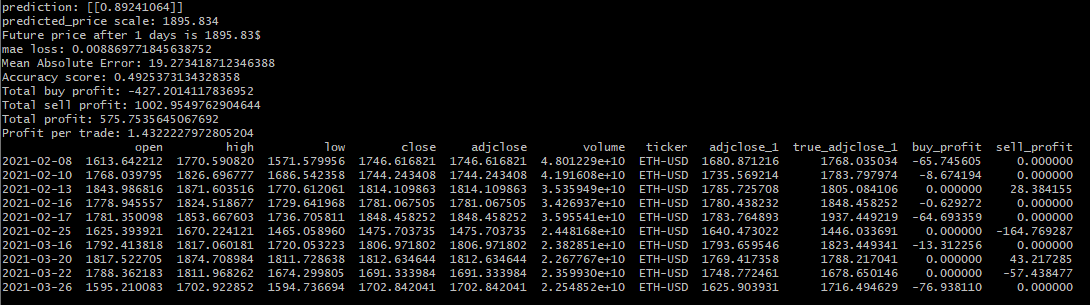 prediction: [[0.89241064]]
predicted_price scale: 1895.834
Future price after 1 days is 1895.83$
mae loss: 0.008869771845638752
Mean Absolute Error: 19.273418712346388
Accuracy score: 0.4925373134328358
Total buy profit: -427.2014117836952
Total sell profit: 1002.9549762904644
Total profit: 575.7535645067692
Profit per trade: 1.4322227972805204
open high low close adjclose volume ticker adjclose_1 true_adjclose_1 buy_profit sell_profit
2021-02-08 1613.642212 1770.590820 1571.579956 1746.616821 1746.616821 4.801229e+10 ETH-USD 1680.871216 1768.035034 -65.745605 0.000000
2021-02-10 1768.039795 1826.696777 1686.542358 1744.243408 1744.243408 4.191608e+10 ETH-USD 1735.569214 1783.797974 -8.674194 0.000000
2021-02-13 1843.986816 1871.603516 1770.612061 1814.109863 1814.109863 3.535949e+10 ETH-USD 1785.725708 1805.084106 0.000000 28.384155
2021-02-16 1778.945557 1824.518677 1729.641968 1781.067505 1781.067505 3.426937e+10 ETH-USD 1780.438232 1848.458252 -0.629272 0.000000
2021-02-17 1781.350098 1853.667603 1736.705811 1848.458252 1848.458252 3.595541e+10 ETH-USD 1783.764893 1937.449219 -64.693359 0.000000
2021-02-25 1625.393921 1670.224121 1465.058960 1475.703735 1475.703735 2.448168e+10 ETH-USD 1640.473022 1446.033691 0.000000 -164.769287
2021-03-16 1792.413818 1817.060181 1720.053223 1806.971802 1806.971802 2.382851e+10 ETH-USD 1793.659546 1823.449341 -13.312256 0.000000
2021-03-20 1817.522705 1874.708984 1811.728638 1812.634644 1812.634644 2.267767e+10 ETH-USD 1769.417358 1788.217041 0.000000 43.217285
2021-03-22 1788.362183 1811.968262 1674.299805 1691.333984 1691.333984 2.359930e+10 ETH-USD 1748.772461 1678.650146 0.000000 -57.438477
2021-03-26 1595.210083 1702.922852 1594.736694 1702.842041 1702.842041 2.254852e+10 ETH-USD 1625.903931 1716.494629 -76.938110 0.000000